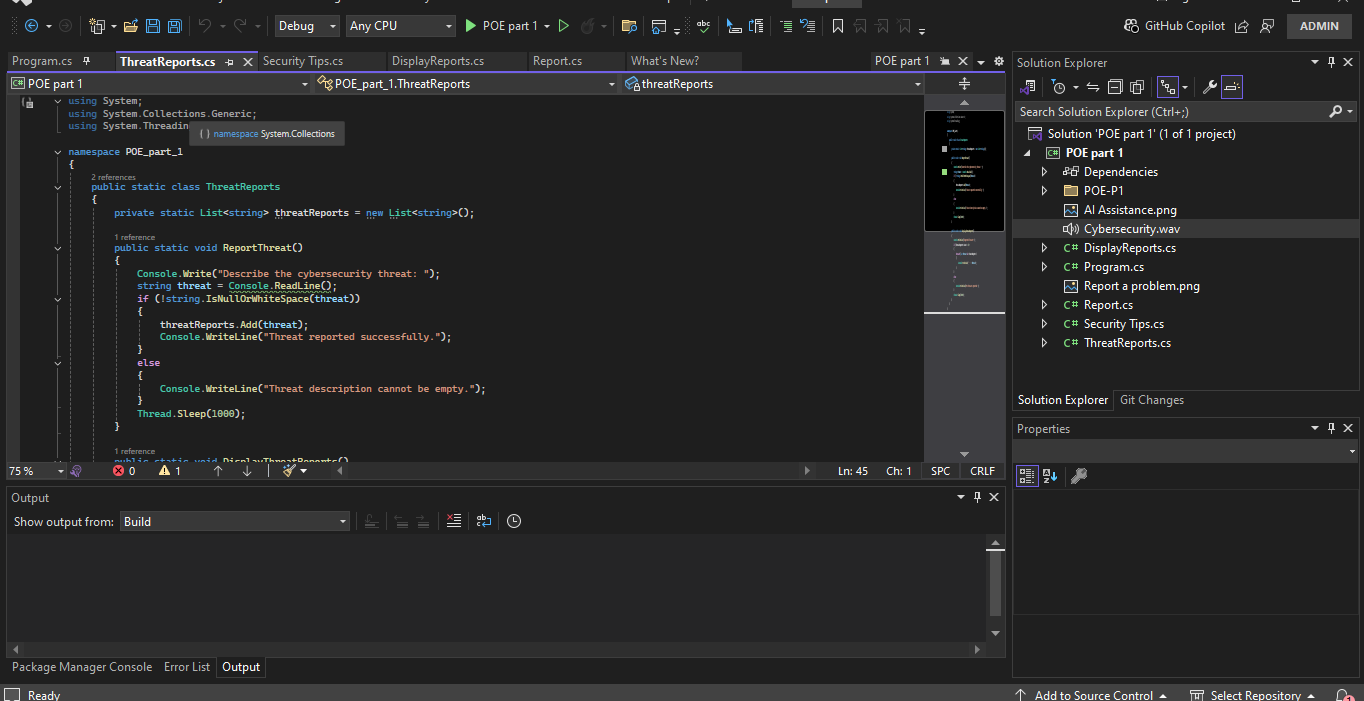 Debug
Any CPU
POE part 1
GitHub Copilot
ADMIN
Program.cs
ThreatReports.cs
Security Tips.cs
DisplayReports.cs
Report.cs
What's New?
POE part 1
POE part 1
POE_part_1.ThreatReports
threatReports
using System;
using System.Collections.Generic;
using System.Threading
namespace System.Collections
namespace POE_part_1
{
2 references
public static class ThreatReports
{
private static List<string> threatReports = new List<string>();
1 reference
public static void ReportThreat()
{
Console.Write("Describe the cybersecurity threat: ");
string threat = Console.ReadLine();
if (!string.IsNullOrWhiteSpace(threat))
{
threatReports.Add(threat);
Console.WriteLine("Threat reported successfully.");
}
else
{
Console.WriteLine("Threat description cannot be empty.");
}
Thread.Sleep(1000);
}
1 reference
public static void DisplayThreatReports()
75 %
0
1
Ln: 45
Ch: 1
SPC
CRLF
Output
Show output from:
Build
Package Manager Console
Error List
Output
Ready
Solution Explorer
Search Solution Explorer (Ctrl+;)
Solution 'POE part 1' (1 of 1 project)
POE part 1
Dependencies
POE-P1
AI Assistance.png
Cybersecurity.wav
DisplayReports.cs
Program.cs
Report a problem.png
Report.cs
Security Tips.cs
ThreatReports.cs
Solution Explorer
Git Changes
Properties
Add to Source Control
Select Repository